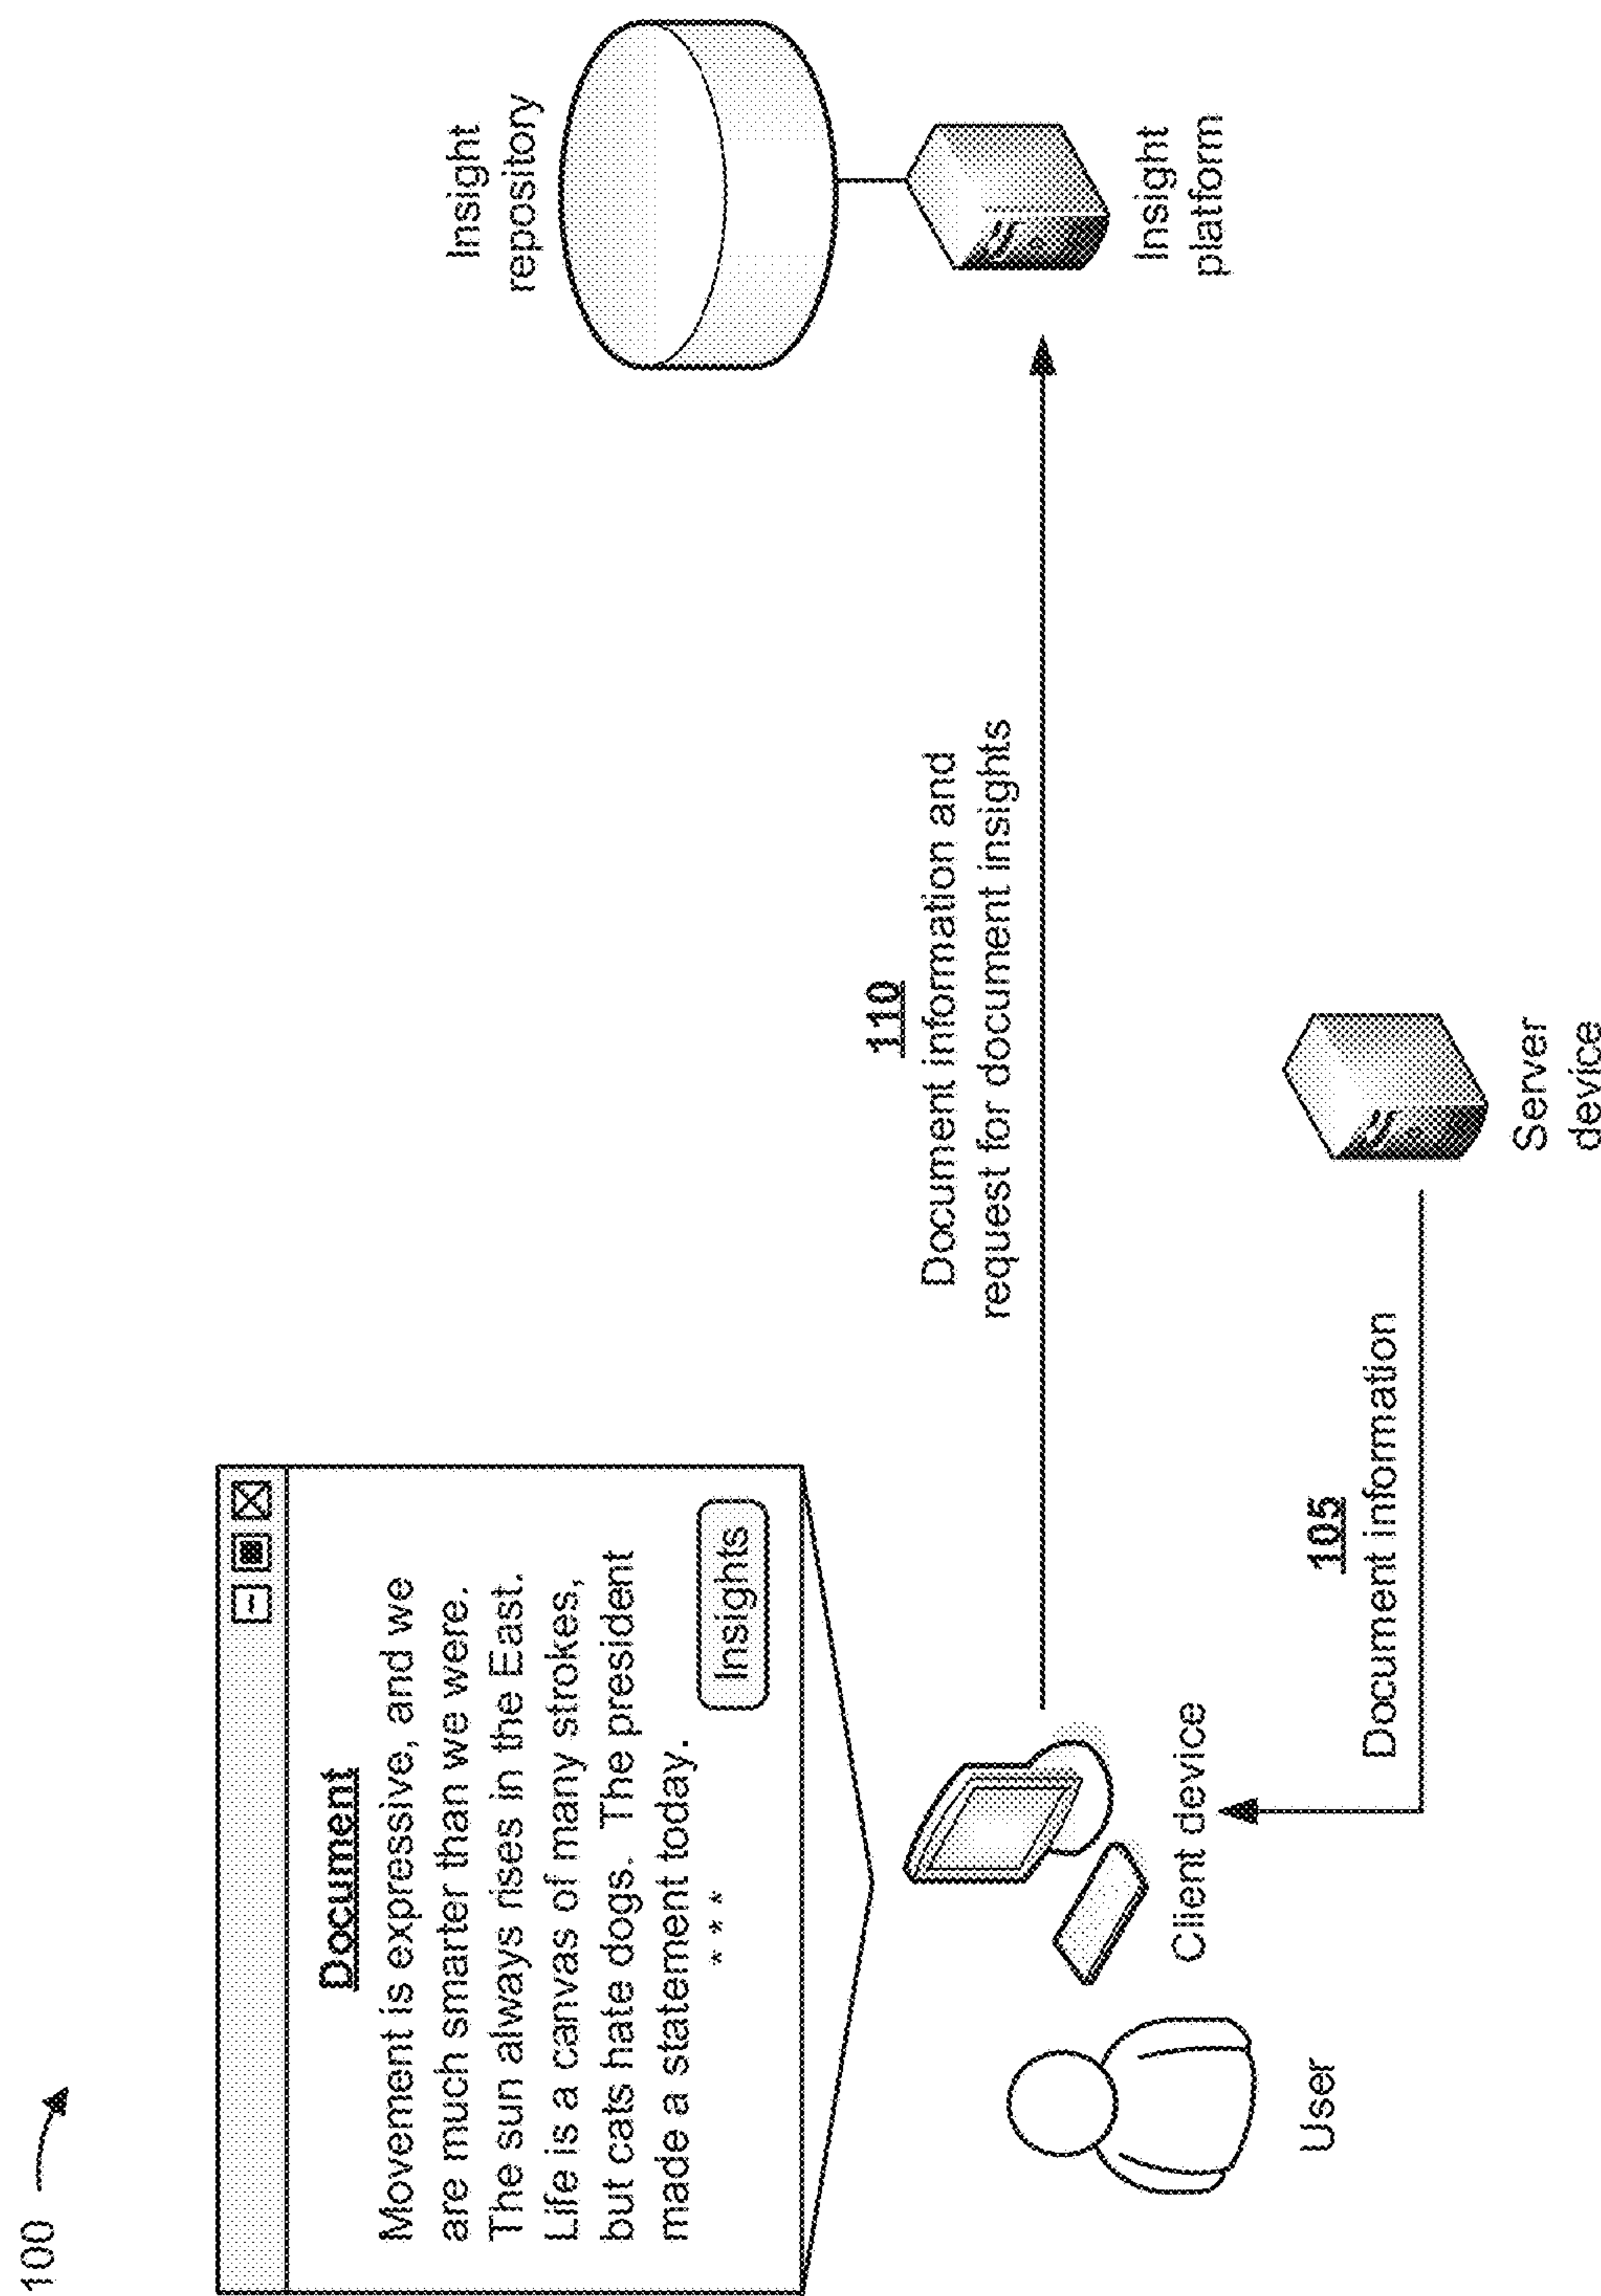 100
Document
Movement is expressive, and we
are much smarter than we were.
The sun always rises in the East.
Life is a canvas of many strokes,
but cats hate dogs. The president
made a statement today.
* * *
Insights
Insight
repository
110
Document information and
request for document insights
Insight
platform
User
Client device
105
Document information
Server
device